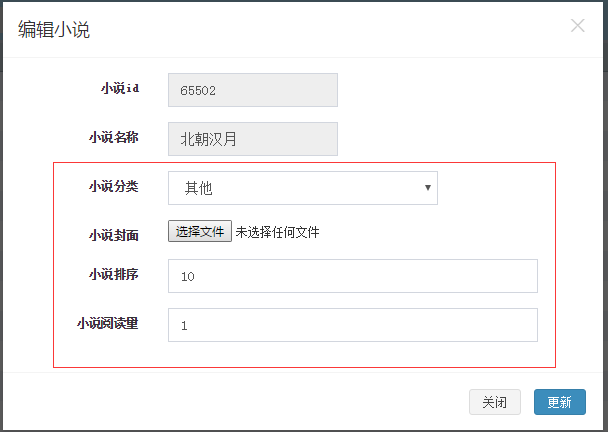 编辑小说
小说id 65502
小说名称 北朝汉月
小说分类 其他
小说封面 选择文件 未选择任何文件
小说排序 10
小说阅读量 1
关闭 更新